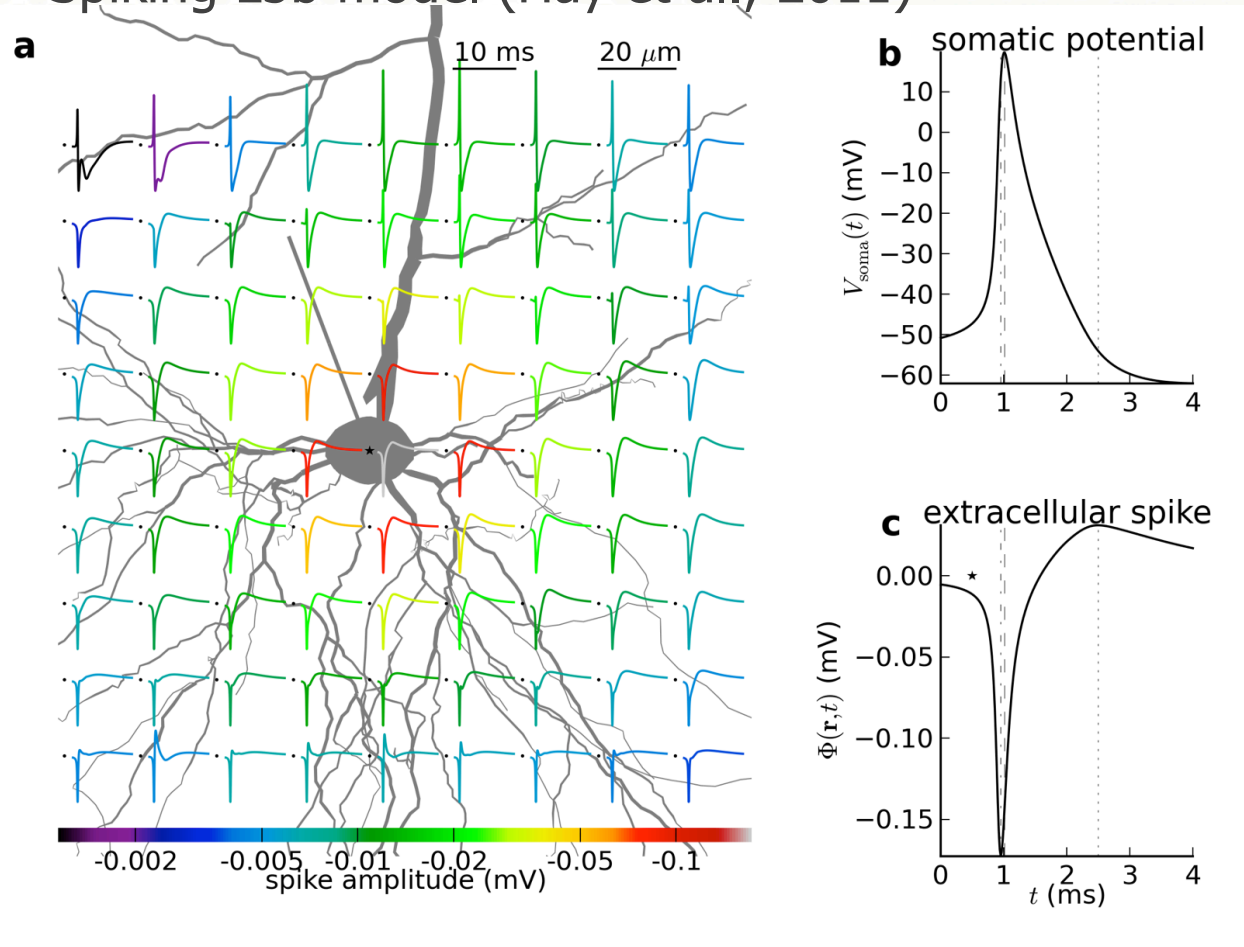 Spiking L5b model (Hay et al., 2011)
a
10 ms
20 μm
-0.002 -0.005 -0.01 -0.02 -0.05 -0.1
spike amplitude (mV)
b
somatic potential
V_soma(t) (mV)
10
0
−10
−20
−30
−40
−50
−60
0 1 2 3 4
c
extracellular spike
Φ(r,t) (mV)
0.00
−0.05
−0.10
−0.15
0 1 2 3 4
t (ms)